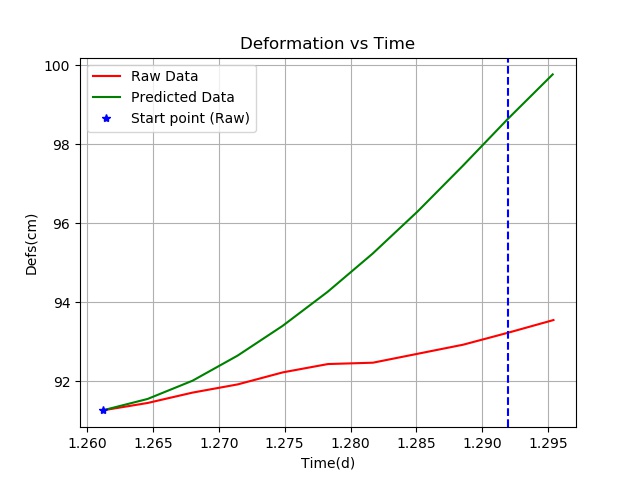 Deformation vs Time
Raw Data
Predicted Data
Start point (Raw)
100
98
96
94
92
Defs(cm)
1.260 1.265 1.270 1.275 1.280 1.285 1.290 1.295
Time(d)